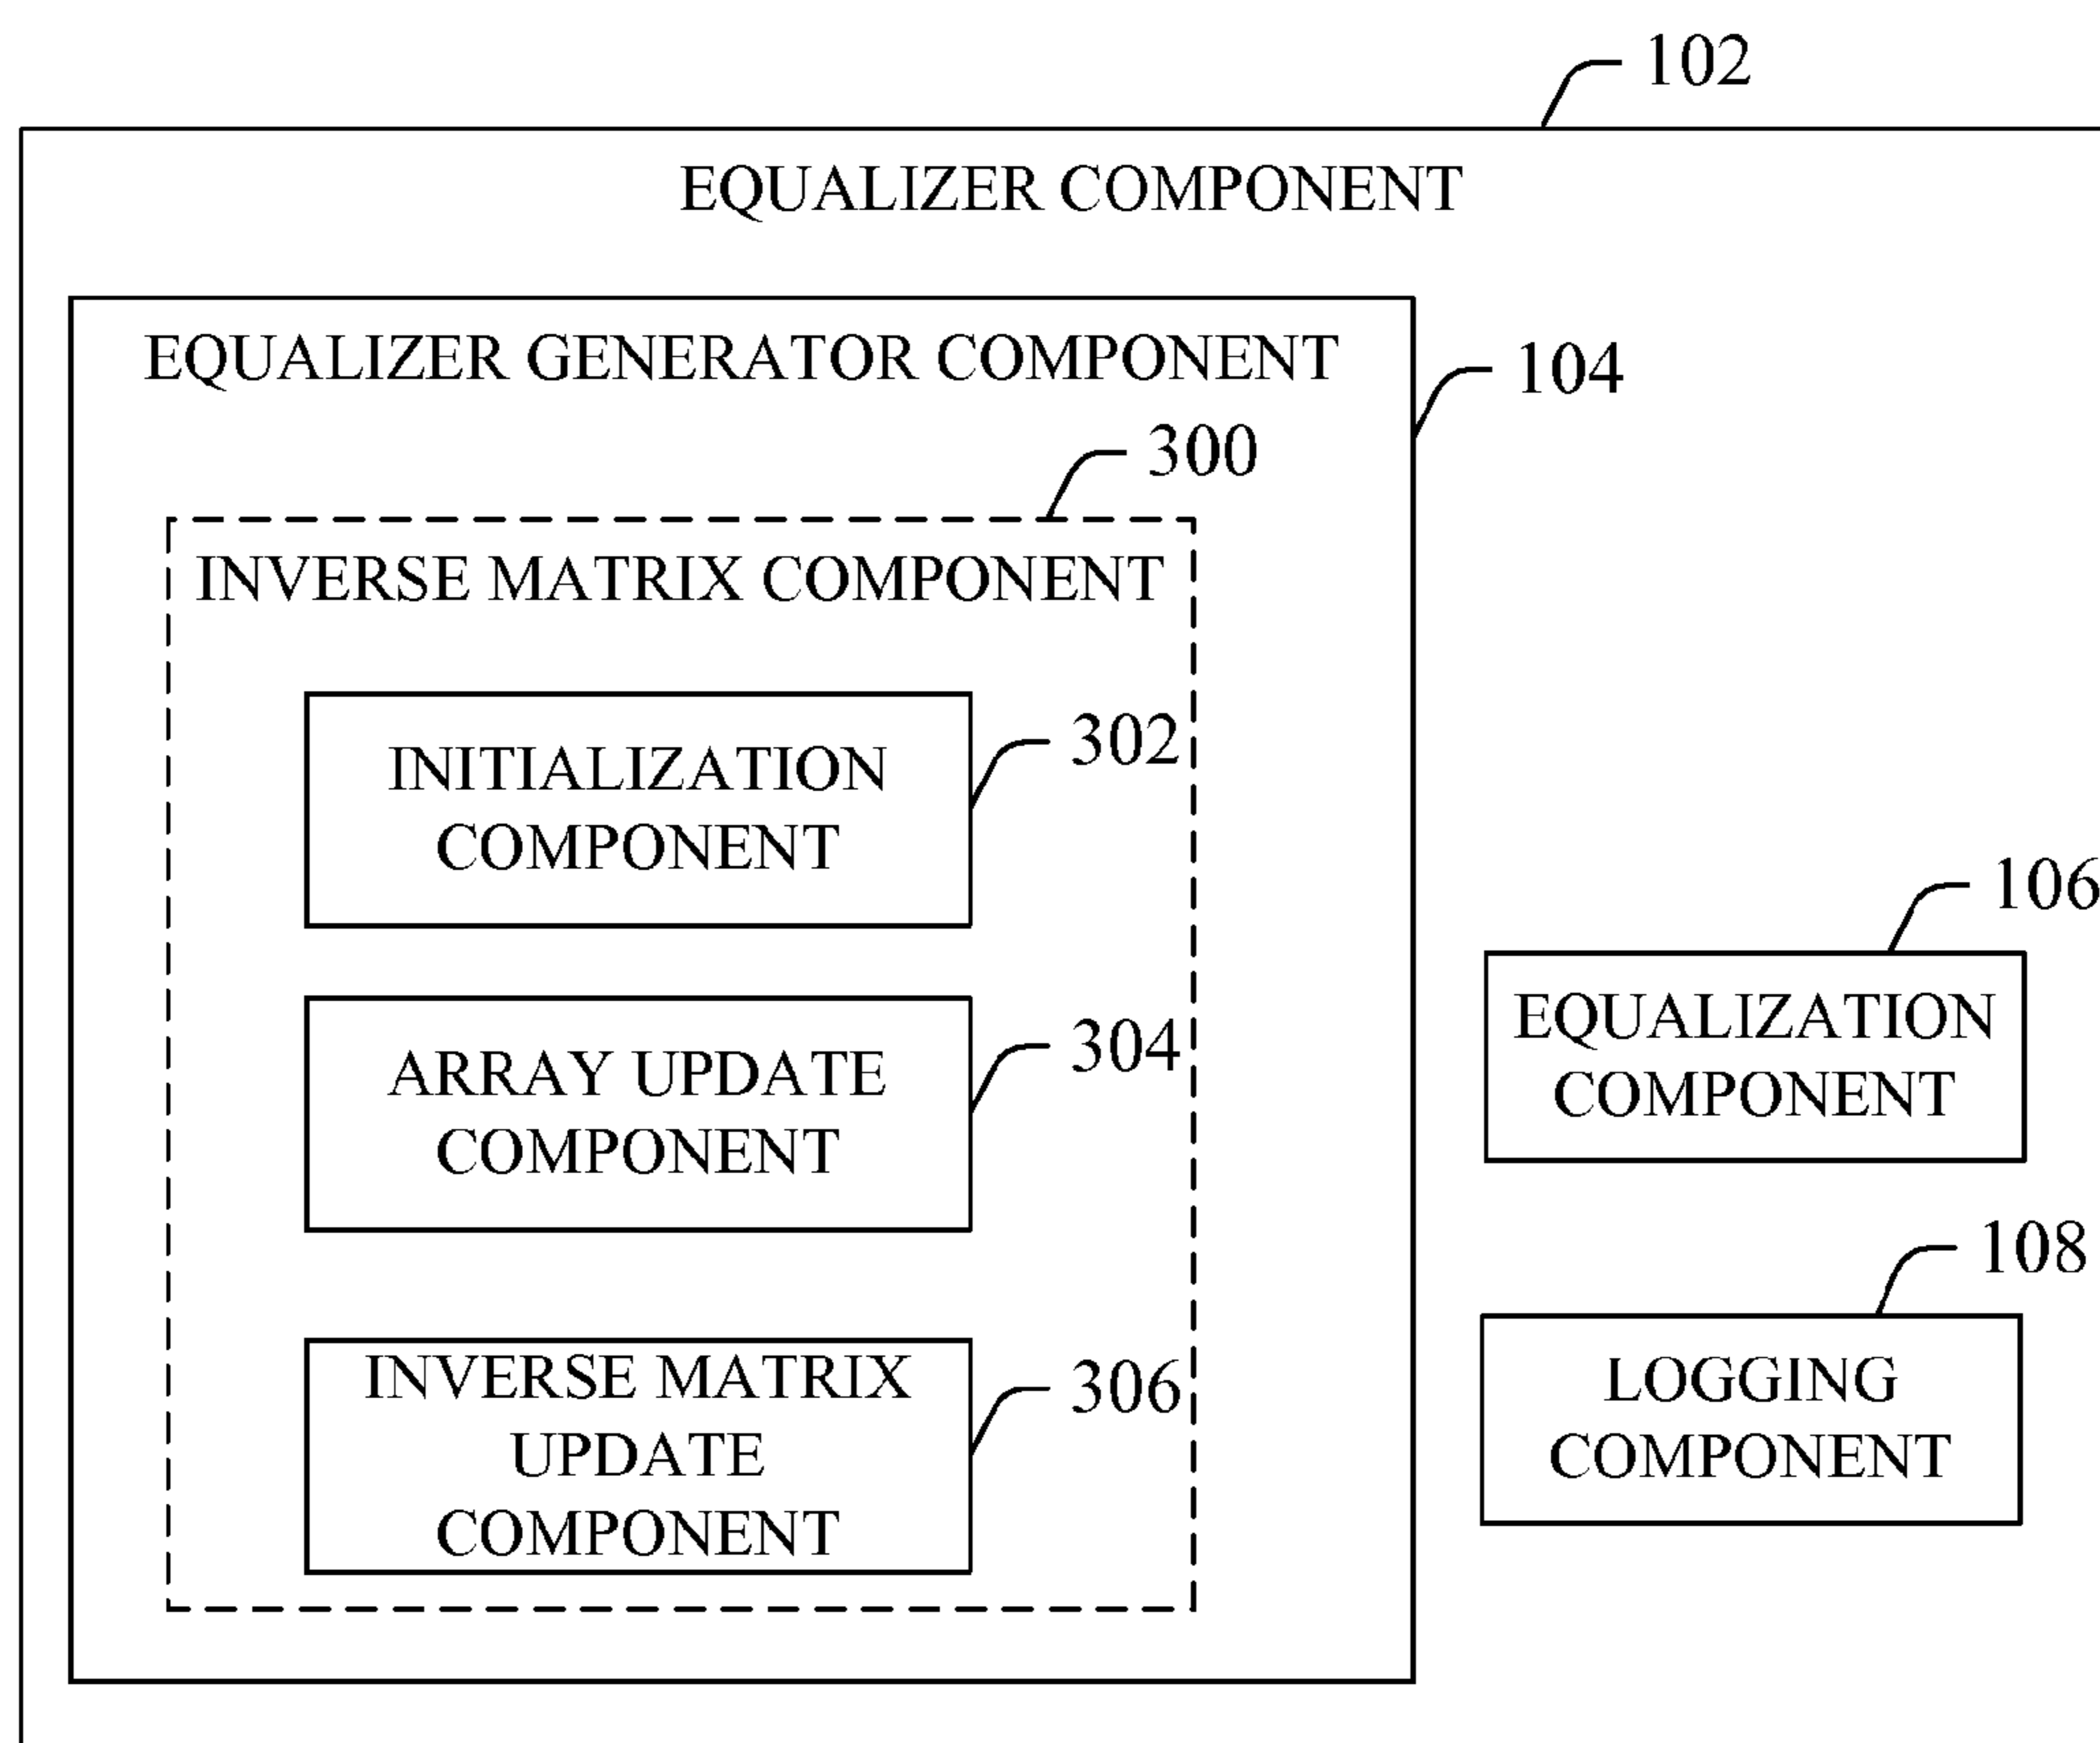 102
EQUALIZER COMPONENT
EQUALIZER GENERATOR COMPONENT
104
300
INVERSE MATRIX COMPONENT
INITIALIZATION
COMPONENT
302
ARRAY UPDATE
COMPONENT
304
INVERSE MATRIX
UPDATE
COMPONENT
306
106
EQUALIZATION
COMPONENT
108
LOGGING
COMPONENT